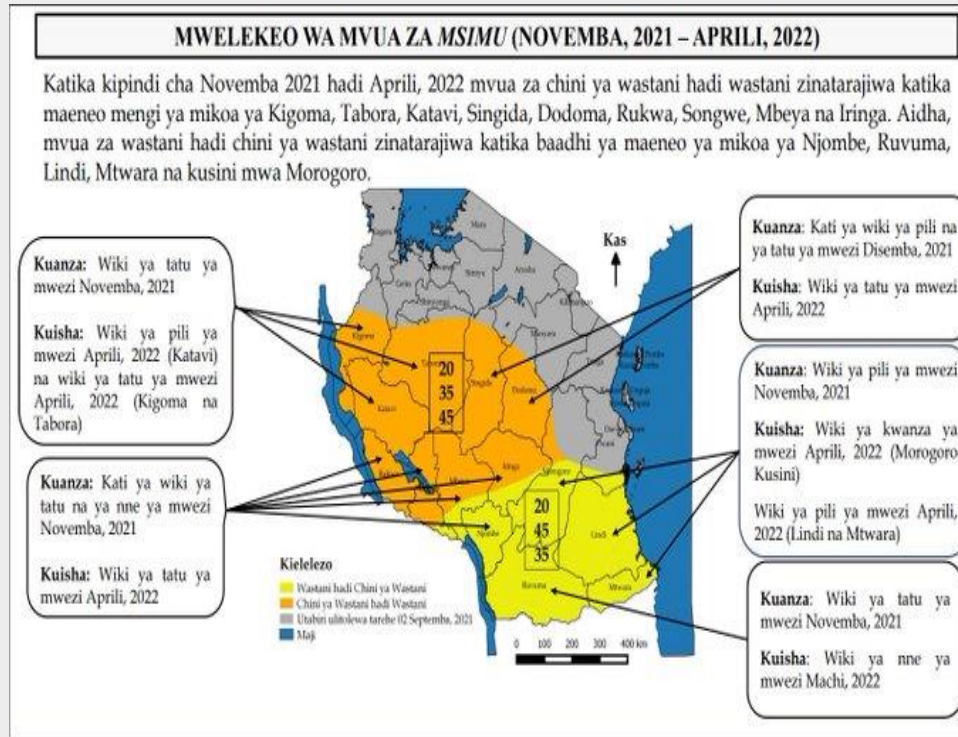 MWELEKEO WA MVUA ZA MSIMU (NOVEMBA, 2021 – APRILI, 2022)
Katika kipindi cha Novemba 2021 hadi Aprili, 2022 mvua za chini ya wastani hadi wastani zinatarajiwa katika
maeneo mengi ya mikoa ya Kigoma, Tabora, Katavi, Singida, Dodoma, Rukwa, Songwe, Mbeya na Iringa. Aidha,
mvua za wastani hadi chini ya wastani zinatarajiwa katika baadhi ya maeneo ya mikoa ya Njombe, Ruvuma,
Lindi, Mtwara na kusini mwa Morogoro.
Kuanza: Wiki ya tatu ya
mwezi Novemba, 2021
Kuisha: Wiki ya pili ya
mwezi Aprili, 2022 (Katavi)
na wiki ya tatu ya mwezi
Aprili, 2022 (Kigoma na
Tabora)
Kuanza: Kati ya wiki ya
tatu na ya nne ya mwezi
Novemba, 2021
Kuisha: Wiki ya tatu ya
mwezi Aprili, 2022
Kas
Kigoma
Katavi
Singida
Dodoma
Iringa
Morogoro
Njombe
Lindi
Ruvuma
Mtwara
20
35
45
20
45
35
Kielelezo
Wastani hadi Chini ya Wastani
Chini ya Wastani hadi Wastani
Utabiri ulitolewa tarehe 02 Septemba, 2021
Maji
0 100 200 300 400 km
Kuanza: Kati ya wiki ya pili na
ya tatu ya mwezi Disemba, 2021
Kuisha: Wiki ya tatu ya mwezi
Aprili, 2022
Kuanza: Wiki ya pili ya mwezi
Novemba, 2021
Kuisha: Wiki ya kwanza ya
mwezi Aprili, 2022 (Morogoro
Kusini)
Wiki ya pili ya mwezi Aprili,
2022 (Lindi na Mtwara)
Kuanza: Wiki ya tatu ya
mwezi Novemba, 2021
Kuisha: Wiki ya nne ya
mwezi Machi, 2022